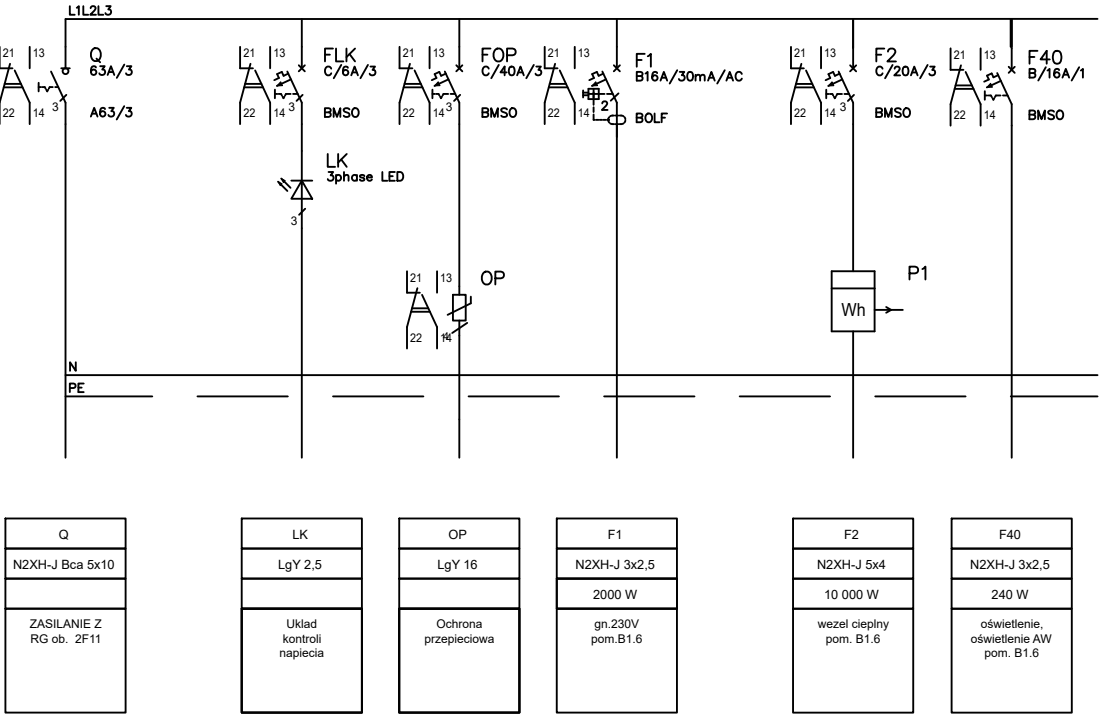 L1L2L3
21 13
Q
63A/3
3
22 14
A63/3
21 13
FLK
C/6A/3
3
22 14
BMSO
LK
3phase LED
3
21 13
FOP
C/40A/3
3
22 14
BMSO
21 13
OP
22 14
4
21 13
F1
B16A/30mA/AC
2
22 14
BOLF
21 13
F2
C/20A/3
3
22 14
BMSO
P1
Wh
21 13
F40
B/16A/1
22 14
BMSO
N
PE
Q
N2XH-J Bca 5x10
ZASILANIE Z
RG ob. 2F11
LK
LgY 2,5
Uklad
kontroli
napiecia
OP
LgY 16
Ochrona
przepieciowa
F1
N2XH-J 3x2,5
2000 W
gn.230V
pom.B1.6
F2
N2XH-J 5x4
10 000 W
wezel cieplny
pom. B1.6
F40
N2XH-J 3x2,5
240 W
oświetlenie,
oświetlenie AW
pom. B1.6